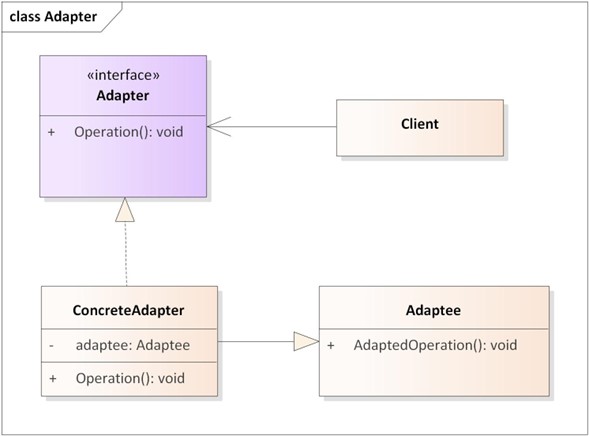 class Adapter
«interface»
Adapter
+ Operation(): void
Client
ConcreteAdapter
- adaptee: Adaptee
+ Operation(): void
Adaptee
+ AdaptedOperation(): void